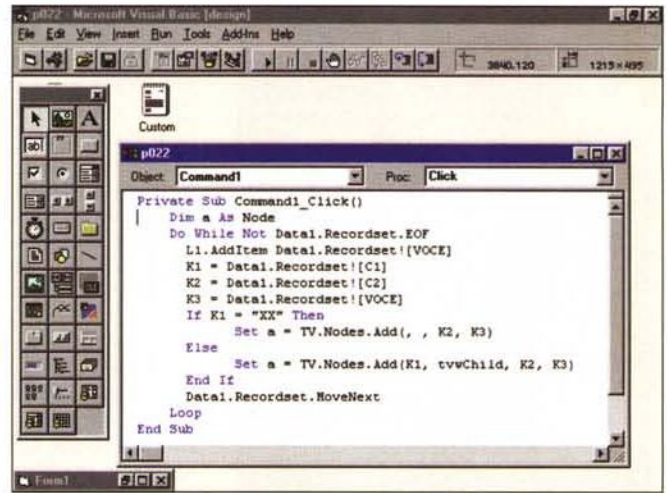 p022 - Microsoft Visual Basic [design]
File Edit View Insert Run Tools Add-Ins Help
3840,120 1215×495
A
ab|
Custom
p022
Object: Command1 Proc: Click
Private Sub Command1_Click()
Dim a As Node
Do While Not Data1.Recordset.EOF
L1.AddItem Data1.Recordset![VOCE]
K1 = Data1.Recordset![C1]
K2 = Data1.Recordset![C2]
K3 = Data1.Recordset![VOCE]
If K1 = "XX" Then
Set a = TV.Nodes.Add(, , K2, K3)
Else
Set a = TV.Nodes.Add(K1, tvwChild, K2, K3)
End If
Data1.Recordset.MoveNext
Loop
End Sub
Form1